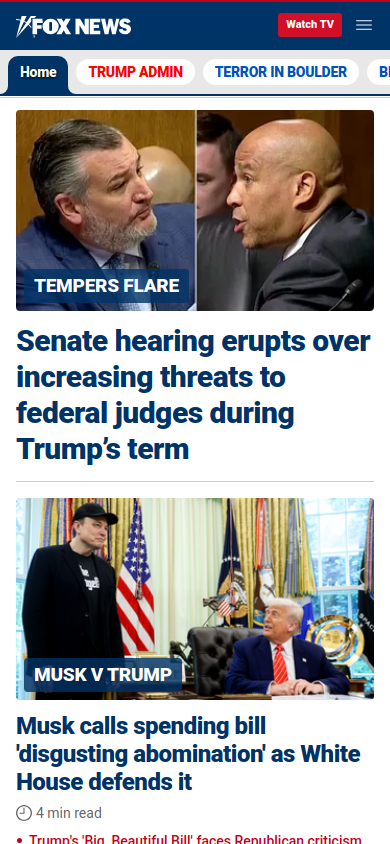 FOX NEWS
Watch TV
Home
TRUMP ADMIN
TERROR IN BOULDER
TEMPERS FLARE
Senate hearing erupts over
increasing threats to
federal judges during
Trump’s term
MUSK V TRUMP
Musk calls spending bill
'disgusting abomination' as White
House defends it
4 min read
Trump's 'Big, Beautiful Bill' faces Republican criticism